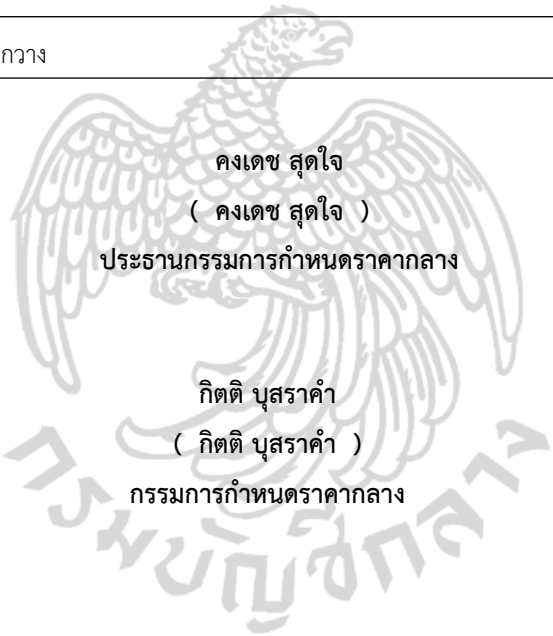 กวาง
คงเดช สุดใจ
( คงเดช สุดใจ )
ประธานกรรมการกำหนดราคากลาง
กิตติ บุสราคำ
( กิตติ บุสราคำ )
กรรมการกำหนดราคากลาง
กรมบัญชีกลาง